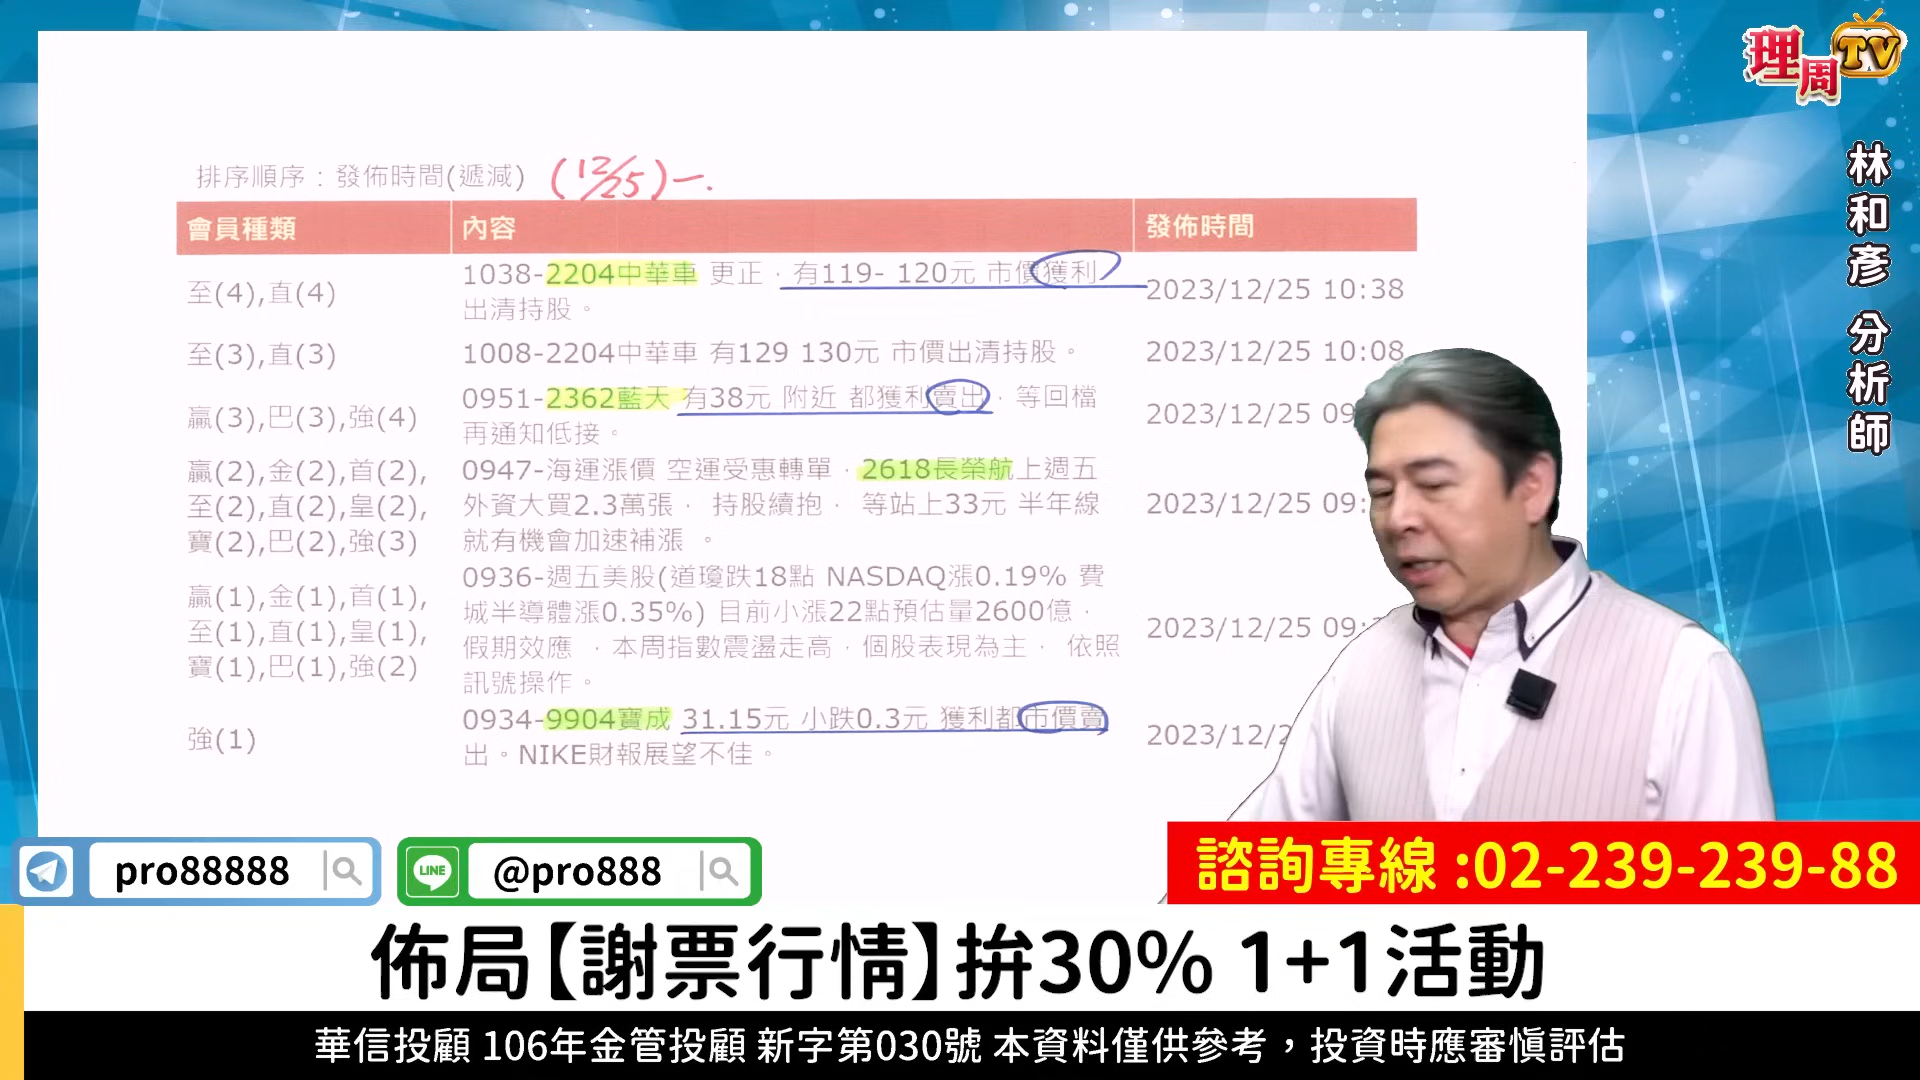 理周TV
林和彥 分析師
排序順序：發佈時間(遞減) (12/25)一.
會員種類 內容 發佈時間
至(4),直(4) 1038-2204中華車 更正，有119- 120元 市價獲利 2023/12/25 10:38
出清持股。
至(3),直(3) 1008-2204中華車 有129 130元 市價出清持股。 2023/12/25 10:08
贏(3),巴(3),強(4) 0951-2362藍天 有38元 附近 都獲利賣出，等回檔 2023/12/25 09
再通知低接。
贏(2),金(2),首(2), 0947-海運漲價 空運受惠轉單，2618長榮航上週五
至(2),直(2),皇(2), 外資大買2.3萬張， 持股續抱， 等站上33元 半年線 2023/12/25 09:
寶(2),巴(2),強(3) 就有機會加速補漲 。
0936-週五美股(道瓊跌18點 NASDAQ漲0.19% 費
贏(1),金(1),首(1), 城半導體漲0.35%) 目前小漲22點預估量2600億，
至(1),直(1),皇(1), 假期效應 ，本周指數震盪走高，個股表現為主， 依照 2023/12/25 09:
寶(1),巴(1),強(2) 訊號操作。
強(1) 0934-9904寶成 31.15元 小跌0.3元 獲利都市價賣 2023/12/2
出。NIKE財報展望不佳。
pro88888
LINE @pro888
諮詢專線 :02-239-239-88
佈局【謝票行情】拚30% 1+1活動
華信投顧 106年金管投顧 新字第030號 本資料僅供參考，投資時應審慎評估